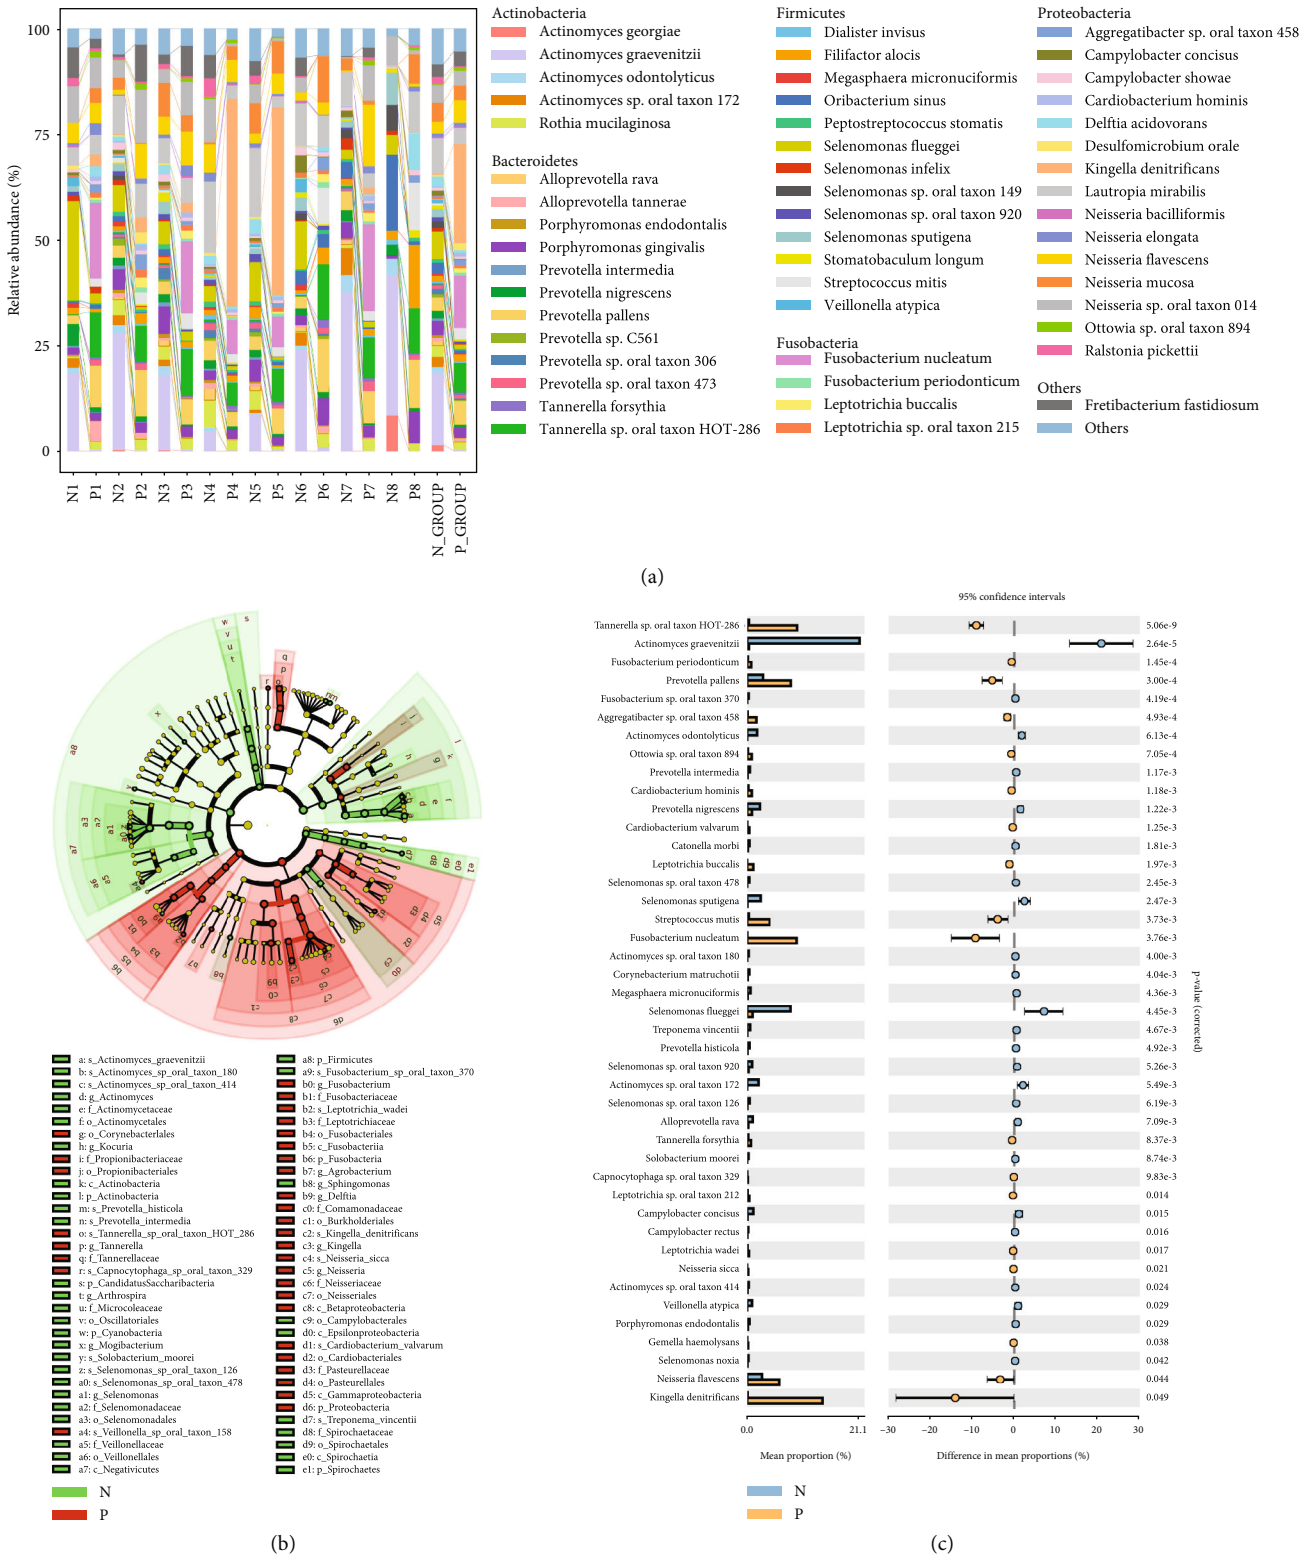 Relative abundance (%)
100
75
50
25
0
N1
P1
N2
P2
N3
P3
N4
P4
N5
P5
N6
P6
N7
P7
N8
P8
N_GROUP
P_GROUP
Actinobacteria
Actinomyces georgiae
Actinomyces graevenitzii
Actinomyces odontolyticus
Actinomyces sp. oral taxon 172
Rothia mucilaginosa
Bacteroidetes
Alloprevotella rava
Alloprevotella tannerae
Porphyromonas endodontalis
Porphyromonas gingivalis
Prevotella intermedia
Prevotella nigrescens
Prevotella pallens
Prevotella sp. C561
Prevotella sp. oral taxon 306
Prevotella sp. oral taxon 473
Tannerella forsythia
Tannerella sp. oral taxon HOT-286
Firmicutes
Dialister invisus
Filifactor alocis
Megasphaera micronuciformis
Oribacterium sinus
Peptostreptococcus stomatis
Selenomonas flueggei
Selenomonas infelix
Selenomonas sp. oral taxon 149
Selenomonas sp. oral taxon 920
Selenomonas sputigena
Stomatobaculum longum
Streptococcus mitis
Veillonella atypica
Fusobacteria
Fusobacterium nucleatum
Fusobacterium periodonticum
Leptotrichia buccalis
Leptotrichia sp. oral taxon 215
Proteobacteria
Aggregatibacter sp. oral taxon 458
Campylobacter concisus
Campylobacter showae
Cardiobacterium hominis
Delftia acidovorans
Desulfomicrobium orale
Kingella denitrificans
Lautropia mirabilis
Neisseria bacilliformis
Neisseria elongata
Neisseria flavescens
Neisseria mucosa
Neisseria sp. oral taxon 014
Ottowia sp. oral taxon 894
Ralstonia pickettii
Others
Fretibacterium fastidiosum
Others
(a)
a: s_Actinomyces_graevenitzii
b: s_Actinomyces_sp_oral_taxon_180
c: s_Actinomyces_sp_oral_taxon_414
d: g_Actinomyces
e: f_Actinomycetaceae
f: o_Actinomycetales
g: o_Corynebacterlales
h: g_Kocuria
i: f_Propionibacteriaceae
j: o_Propionibacteriales
k: c_Actinobacteria
l: p_Actinobacteria
m: s_Prevotella_histicola
n: s_Prevotella_intermedia
o: s_Tannerella_sp_oral_taxon_HOT_286
p: g_Tannerella
q: f_Tannerellaceae
r: s_Capnocytophaga_sp_oral_taxon_329
s: p_CandidatusSaccharibacteria
t: g_Arthrospira
u: f_Microcoleaceae
v: o_Oscillatoriales
w: p_Cyanobacteria
x: g_Mogibacterium
y: s_Solobacterium_moorei
z: s_Selenomonas_sp_oral_taxon_126
a0: s_Selenomonas_sp_oral_taxon_478
a1: g_Selenomonas
a2: f_Selenomonadaceae
a3: o_Selenomonadales
a4: s_Veillonella_sp_oral_taxon_158
a5: f_Veillonellaceae
a6: o_Veillonellales
a7: c_Negativicutes
a8: p_Firmicutes
a9: s_Fusobacterium_sp_oral_taxon_370
b0: g_Fusobacterium
b1: f_Fusobacteriaceae
b2: s_Leptotrichia_wadei
b3: f_Leptotrichiaceae
b4: o_Fusobacteriales
b5: c_Fusobacteriia
b6: p_Fusobacteria
b7: g_Agrobacterium
b8: g_Sphingomonas
b9: g_Delftia
c0: f_Comamonadaceae
c1: o_Burkholderiales
c2: s_Kingella_denitrificans
c3: g_Kingella
c4: s_Neisseria_sicca
c5: g_Neisseria
c6: f_Neisseriaceae
c7: o_Neisseriales
c8: c_Betaproteobacteria
c9: o_Campylobacterales
d0: c_Epsilonproteobacteria
d1: s_Cardiobacterium_valvarum
d2: o_Cardiobacteriales
d3: f_Pasteurellaceae
d4: o_Pasteurellales
d5: c_Gammaproteobacteria
d6: p_Proteobacteria
d7: s_Treponema_vincentii
d8: f_Spirochaetaceae
d9: o_Spirochaetales
e0: c_Spirochaetia
e1: p_Spirochaetes
N
P
(b)
95% confidence intervals
Tannerella sp. oral taxon HOT-286 5.06e-9
Actinomyces graevenitzii 2.64e-5
Fusobacterium periodonticum 1.45e-4
Prevotella pallens 3.00e-4
Fusobacterium sp. oral taxon 370 4.19e-4
Aggregatibacter sp. oral taxon 458 4.93e-4
Actinomyces odontolyticus 6.13e-4
Ottowia sp. oral taxon 894 7.05e-4
Prevotella intermedia 1.17e-3
Cardiobacterium hominis 1.18e-3
Prevotella nigrescens 1.22e-3
Cardiobacterium valvarum 1.25e-3
Catonella morbi 1.81e-3
Leptotrichia buccalis 1.97e-3
Selenomonas sp. oral taxon 478 2.45e-3
Selenomonas sputigena 2.47e-3
Streptococcus mutis 3.73e-3
Fusobacterium nucleatum 3.76e-3
Actinomyces sp. oral taxon 180 4.00e-3
Corynebacterium matruchotii 4.04e-3
Megasphaera micronuciformis 4.36e-3
Selenomonas flueggei 4.45e-3
Treponema vincentii 4.67e-3
Prevotella histicola 4.92e-3
Selenomonas sp. oral taxon 920 5.26e-3
Actinomyces sp. oral taxon 172 5.49e-3
Selenomonas sp. oral taxon 126 6.19e-3
Alloprevotella rava 7.09e-3
Tannerella forsythia 8.37e-3
Solobacterium moorei 8.74e-3
Capnocytophaga sp. oral taxon 329 9.83e-3
Leptotrichia sp. oral taxon 212 0.014
Campylobacter concisus 0.015
Campylobacter rectus 0.016
Leptotrichia wadei 0.017
Neisseria sicca 0.021
Actinomyces sp. oral taxon 414 0.024
Veillonella atypica 0.029
Porphyromonas endodontalis 0.029
Gemella haemolysans 0.038
Selenomonas noxia 0.042
Neisseria flavescens 0.044
Kingella denitrificans 0.049
p-value (corrected)
0.0 21.1
−30 −20 −10 0 10 20 30
Mean proportion (%)
Difference in mean proportions (%)
N
P
(c)